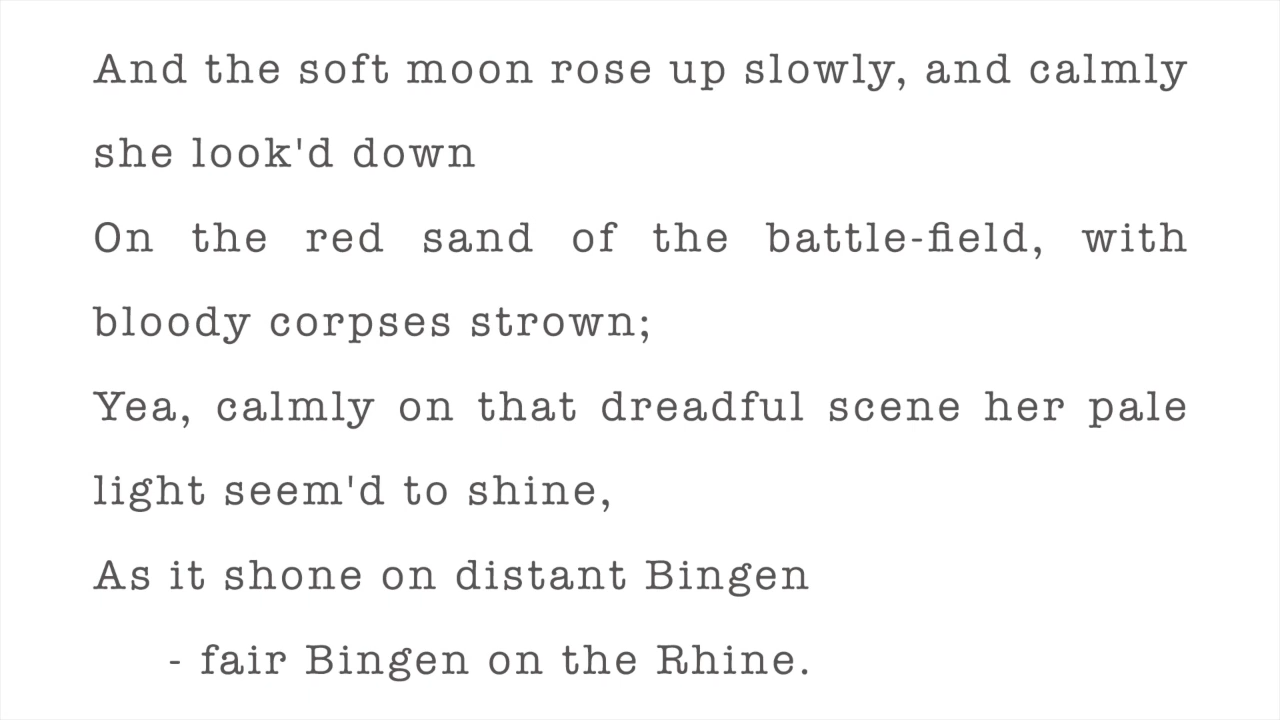 And the soft moon rose up slowly, and calmly
she look'd down
On the red sand of the battle-field, with
bloody corpses strown;
Yea, calmly on that dreadful scene her pale
light seem'd to shine,
As it shone on distant Bingen
- fair Bingen on the Rhine.